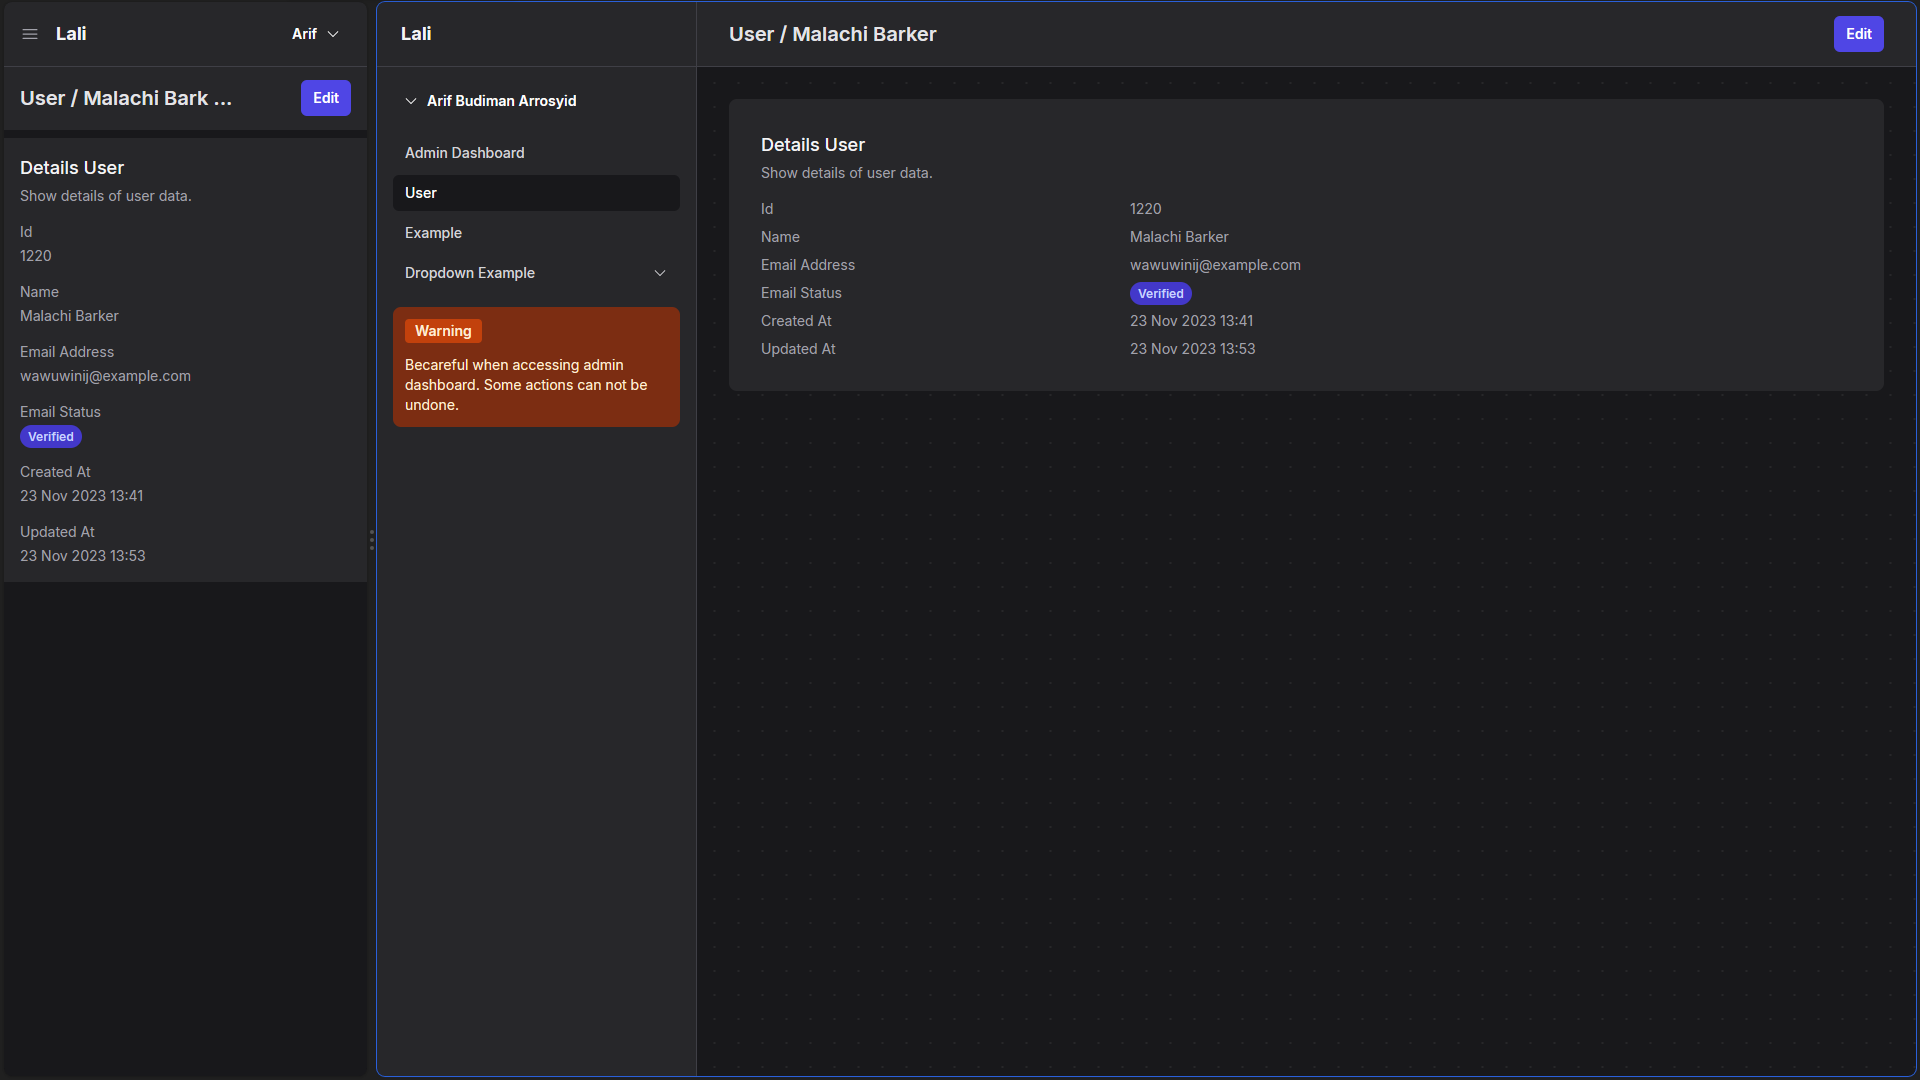 Lali
Arif
User / Malachi Bark ...
Edit
Details User
Show details of user data.
Id
1220
Name
Malachi Barker
Email Address
wawuwinij@example.com
Email Status
Verified
Created At
23 Nov 2023 13:41
Updated At
23 Nov 2023 13:53
Lali
Arif Budiman Arrosyid
Admin Dashboard
User
Example
Dropdown Example
Warning
Becareful when accessing admin
dashboard. Some actions can not be
undone.
User / Malachi Barker
Edit
Details User
Show details of user data.
Id 1220
Name Malachi Barker
Email Address wawuwinij@example.com
Email Status Verified
Created At 23 Nov 2023 13:41
Updated At 23 Nov 2023 13:53